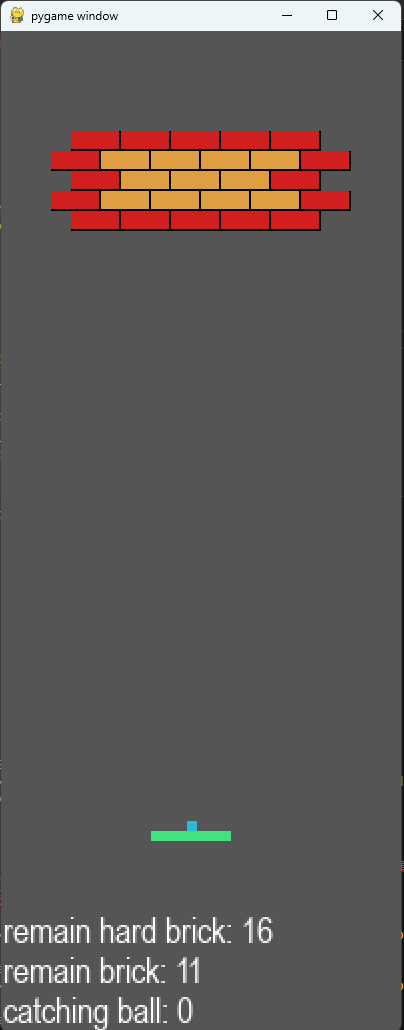 pygame window
remain hard brick: 16
remain brick: 11
catching ball: 0